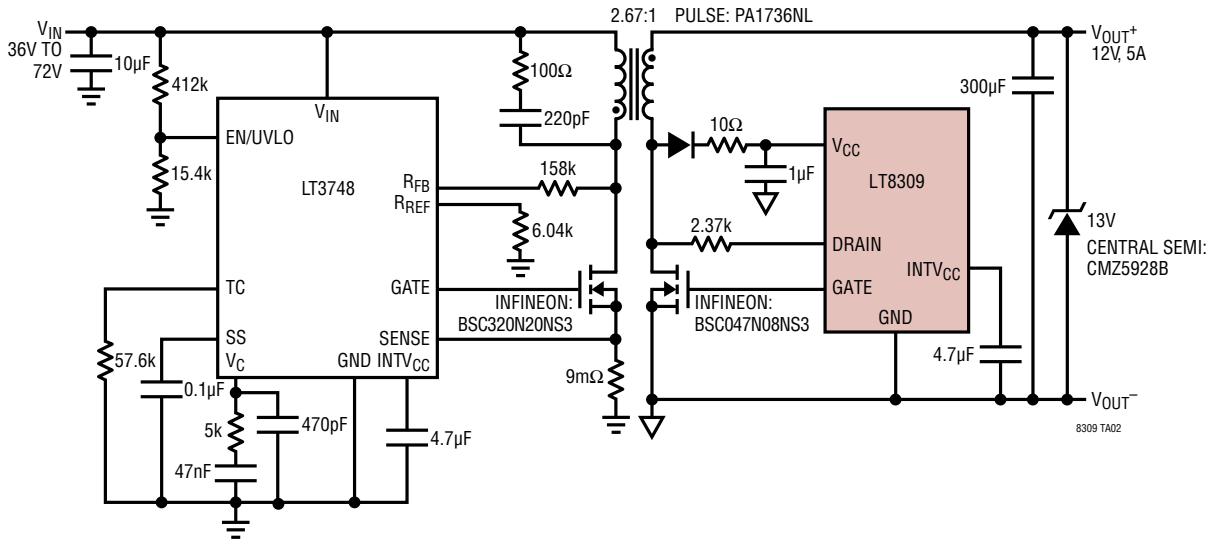 2.67:1 PULSE: PA1736NL
VIN
36V TO
72V
10µF
412k
15.4k
100Ω
220pF
VIN
EN/UVLO
LT3748
RFB
RREF
158k
6.04k
TC
GATE
SS
SENSE
VC
GND INTVCC
INFINEON:
BSC320N20NS3
57.6k
0.1µF
5k
470pF
47nF
4.7µF
9mΩ
10Ω
1µF
VCC
LT8309
2.37k
DRAIN
INTVCC
GATE
GND
INFINEON:
BSC047N08NS3
4.7µF
300µF
VOUT+
12V, 5A
13V
CENTRAL SEMI:
CMZ5928B
VOUT–
8309 TA02